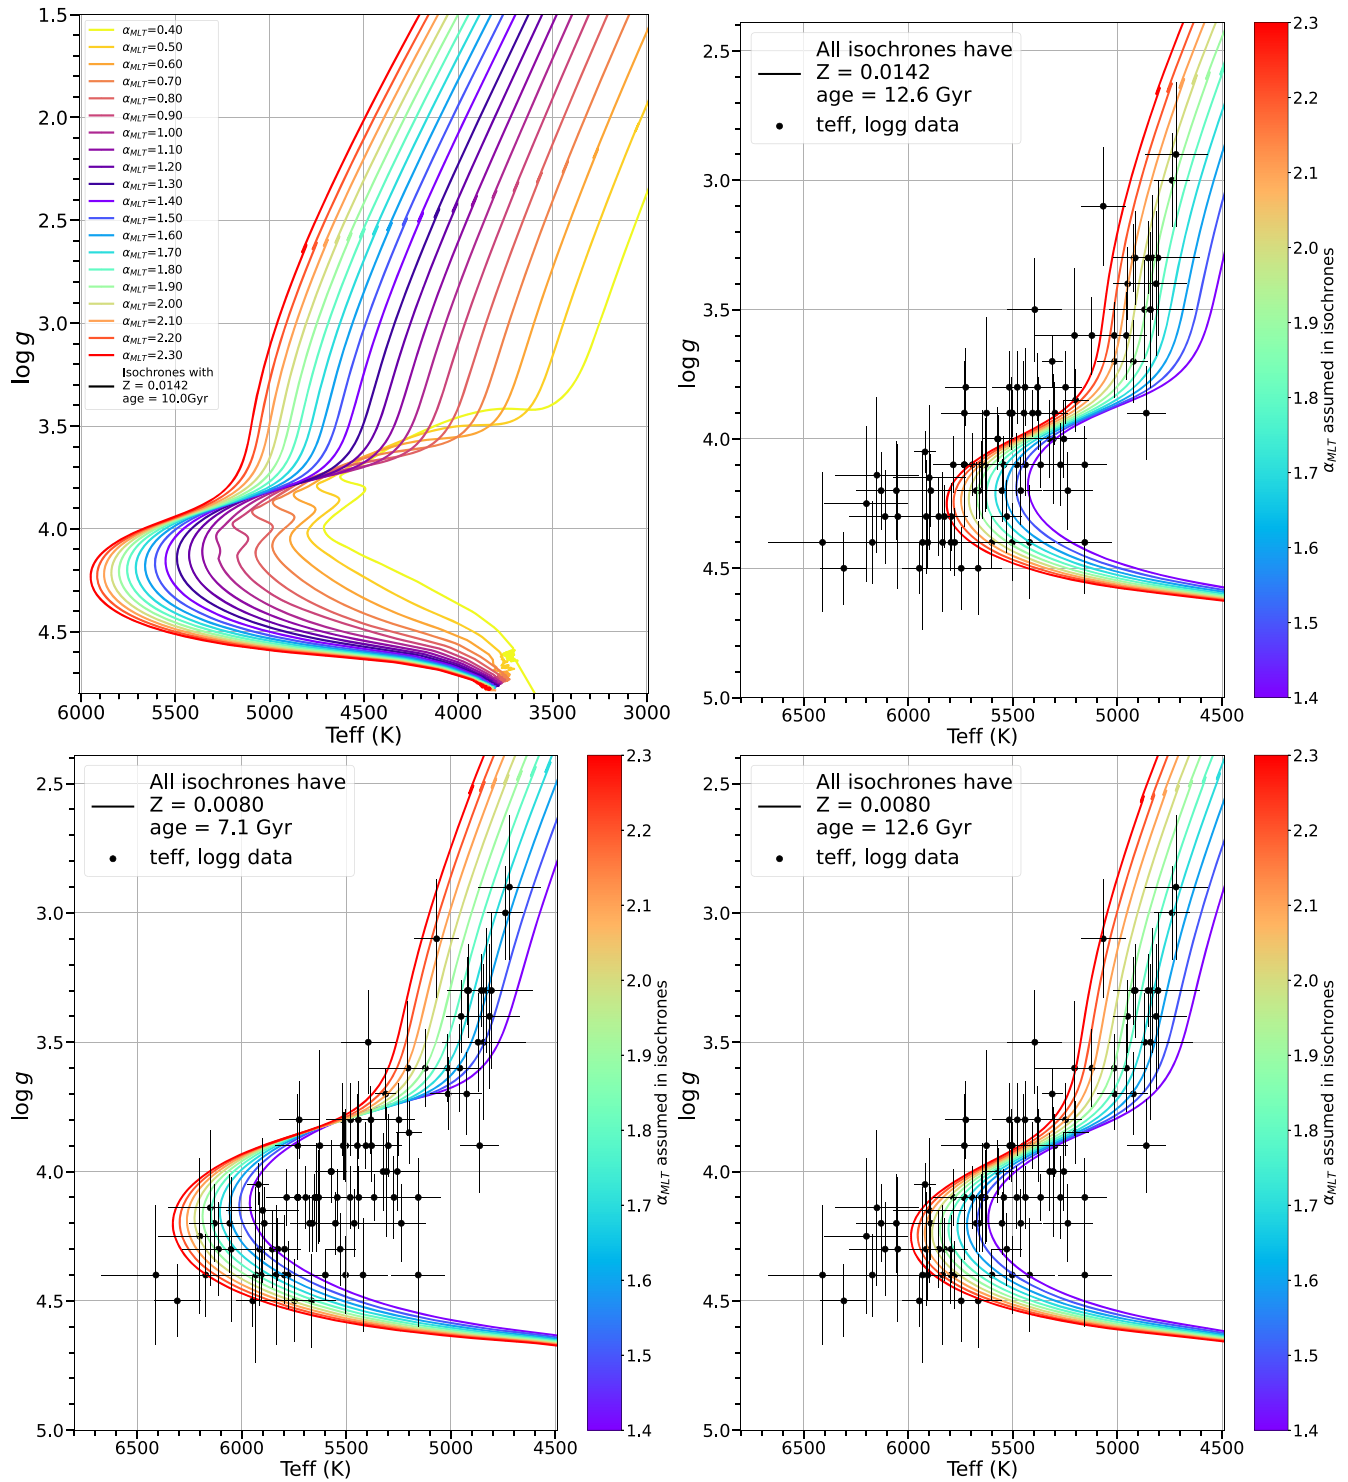 1.5
2.0
2.5
3.0
3.5
4.0
4.5
log g
α_MLT=0.40
α_MLT=0.50
α_MLT=0.60
α_MLT=0.70
α_MLT=0.80
α_MLT=0.90
α_MLT=1.00
α_MLT=1.10
α_MLT=1.20
α_MLT=1.30
α_MLT=1.40
α_MLT=1.50
α_MLT=1.60
α_MLT=1.70
α_MLT=1.80
α_MLT=1.90
α_MLT=2.00
α_MLT=2.10
α_MLT=2.20
α_MLT=2.30
Isochrones with
Z = 0.0142
age = 10.0Gyr
6000 5500 5000 4500 4000 3500 3000
Teff (K)
2.5
3.0
3.5
4.0
4.5
5.0
log g
All isochrones have
Z = 0.0142
age = 12.6 Gyr
teff, logg data
6500 6000 5500 5000 4500
Teff (K)
2.3
2.2
2.1
2.0
1.9
1.8
1.7
1.6
1.5
1.4
α_MLT assumed in isochrones
2.5
3.0
3.5
4.0
4.5
5.0
log g
All isochrones have
Z = 0.0080
age = 7.1 Gyr
teff, logg data
6500 6000 5500 5000 4500
Teff (K)
2.3
2.2
2.1
2.0
1.9
1.8
1.7
1.6
1.5
1.4
α_MLT assumed in isochrones
2.5
3.0
3.5
4.0
4.5
5.0
log g
All isochrones have
Z = 0.0080
age = 12.6 Gyr
teff, logg data
6500 6000 5500 5000 4500
Teff (K)
2.3
2.2
2.1
2.0
1.9
1.8
1.7
1.6
1.5
1.4
α_MLT assumed in isochrones